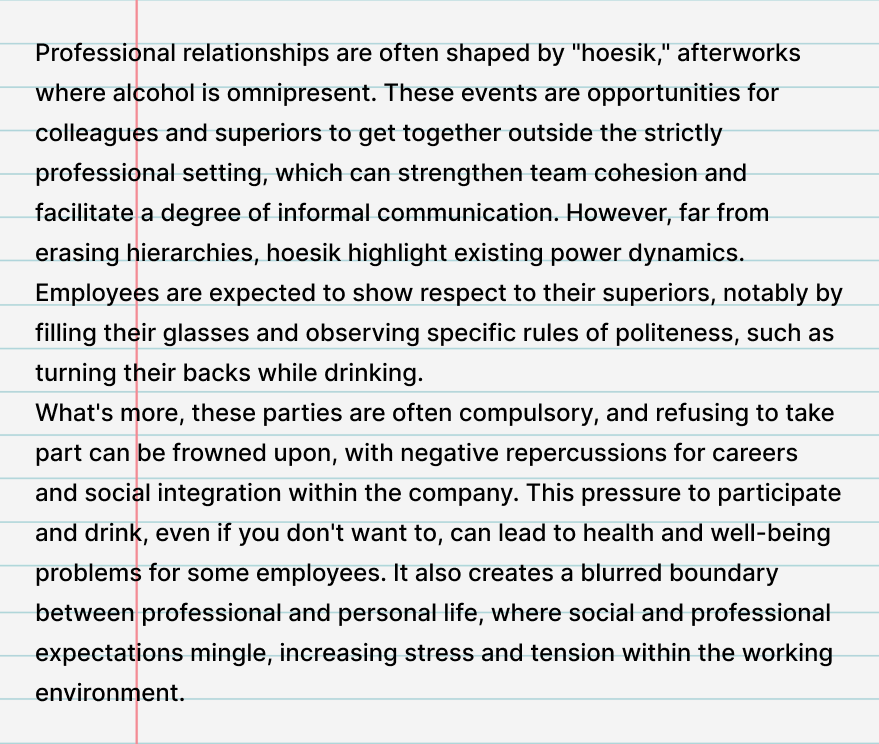 Professional relationships are often shaped by "hoesik," afterworks
where alcohol is omnipresent. These events are opportunities for
colleagues and superiors to get together outside the strictly
professional setting, which can strengthen team cohesion and
facilitate a degree of informal communication. However, far from
erasing hierarchies, hoesik highlight existing power dynamics.
Employees are expected to show respect to their superiors, notably by
filling their glasses and observing specific rules of politeness, such as
turning their backs while drinking.
What's more, these parties are often compulsory, and refusing to take
part can be frowned upon, with negative repercussions for careers
and social integration within the company. This pressure to participate
and drink, even if you don't want to, can lead to health and well-being
problems for some employees. It also creates a blurred boundary
between professional and personal life, where social and professional
expectations mingle, increasing stress and tension within the working
environment.